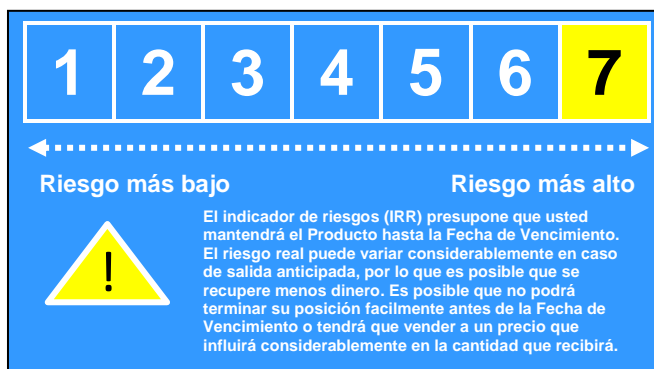 1 2 3 4 5 6 7
Riesgo más bajo Riesgo más alto
El indicador de riesgos (IRR) presupone que usted
mantendrá el Producto hasta la Fecha de Vencimiento.
El riesgo real puede variar considerablemente en caso
de salida anticipada, por lo que es posible que se
recupere menos dinero. Es posible que no podrá
terminar su posición facilmente antes de la Fecha de
Vencimiento o tendrá que vender a un precio que
influirá considerablemente en la cantidad que recibirá.
!